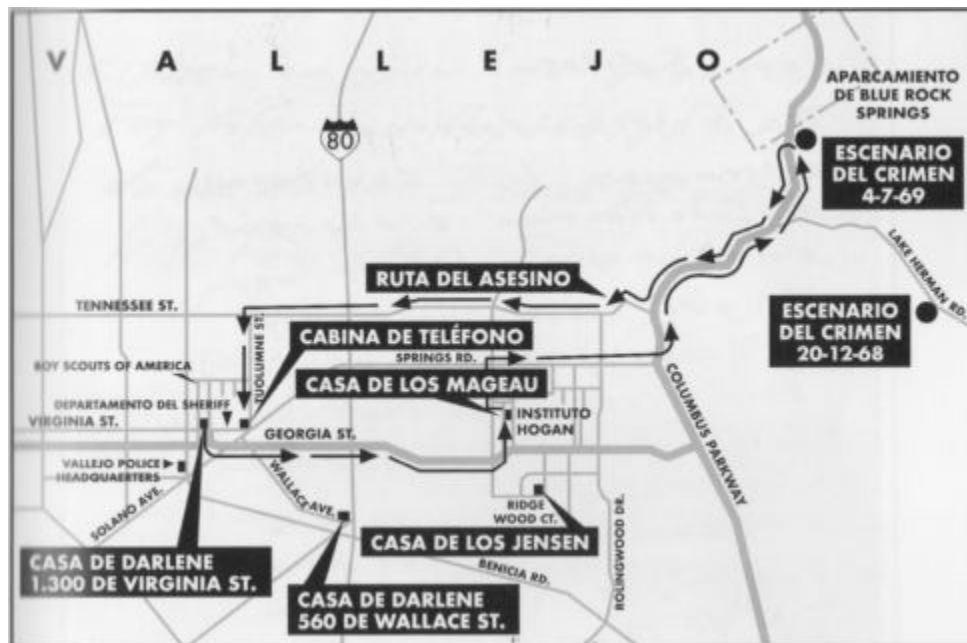 V A L L E J O
APARCAMIENTO
DE BLUE ROCK
SPRINGS
80
ESCENARIO
DEL CRIMEN
4-7-69
LAKE HERMAN RD.
RUTA DEL ASESINO
TENNESSEE ST.
ESCENARIO
DEL CRIMEN
20-12-68
TUOLUMNE ST.
CABINA DE TELÉFONO
SPRINGS RD.
BOY SCOUTS OF AMERICA
CASA DE LOS MAGEAU
COLUMBUS PARKWAY
DEPARTAMENTO DEL SHERIFF
INSTITUTO
HOGAN
VIRGINIA ST.
GEORGIA ST.
VALLEJO POLICE
HEADQUAERTERS
WALLACE AVE.
SOLANO AVE.
RIDGE
WOOD CT.
ROLINGWOOD DR.
CASA DE LOS JENSEN
CASA DE DARLENE
1.300 DE VIRGINIA ST.
BENICIA RD.
CASA DE DARLENE
560 DE WALLACE ST.